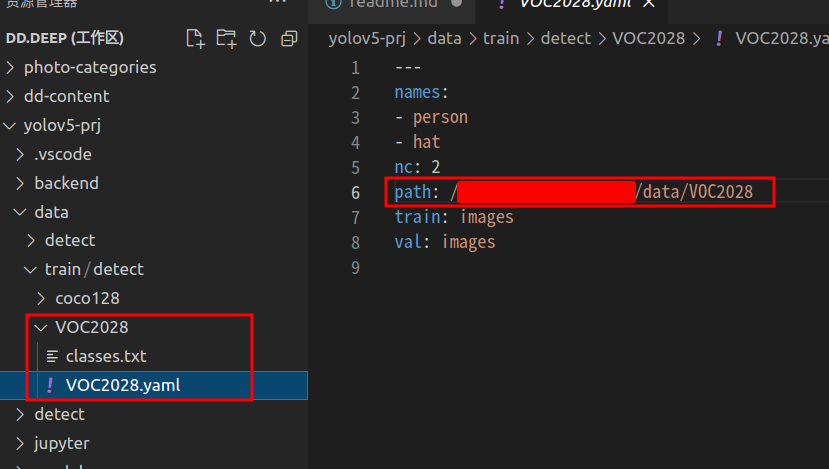 资源管理器
···
DD.DEEP (工作区)
photo-categories
dd-content
yolov5-prj
.vscode
backend
data
detect
train/detect
coco128
VOC2028
classes.txt
! VOC2028.yaml
detect
jupyter
readme.md
! VOC2028.yaml
yolov5-prj > data > train > detect > VOC2028 > ! VOC2028.ya
1 ---
2 names:
3 - person
4 - hat
5 nc: 2
6 path: / /data/VOC2028
7 train: images
8 val: images
9